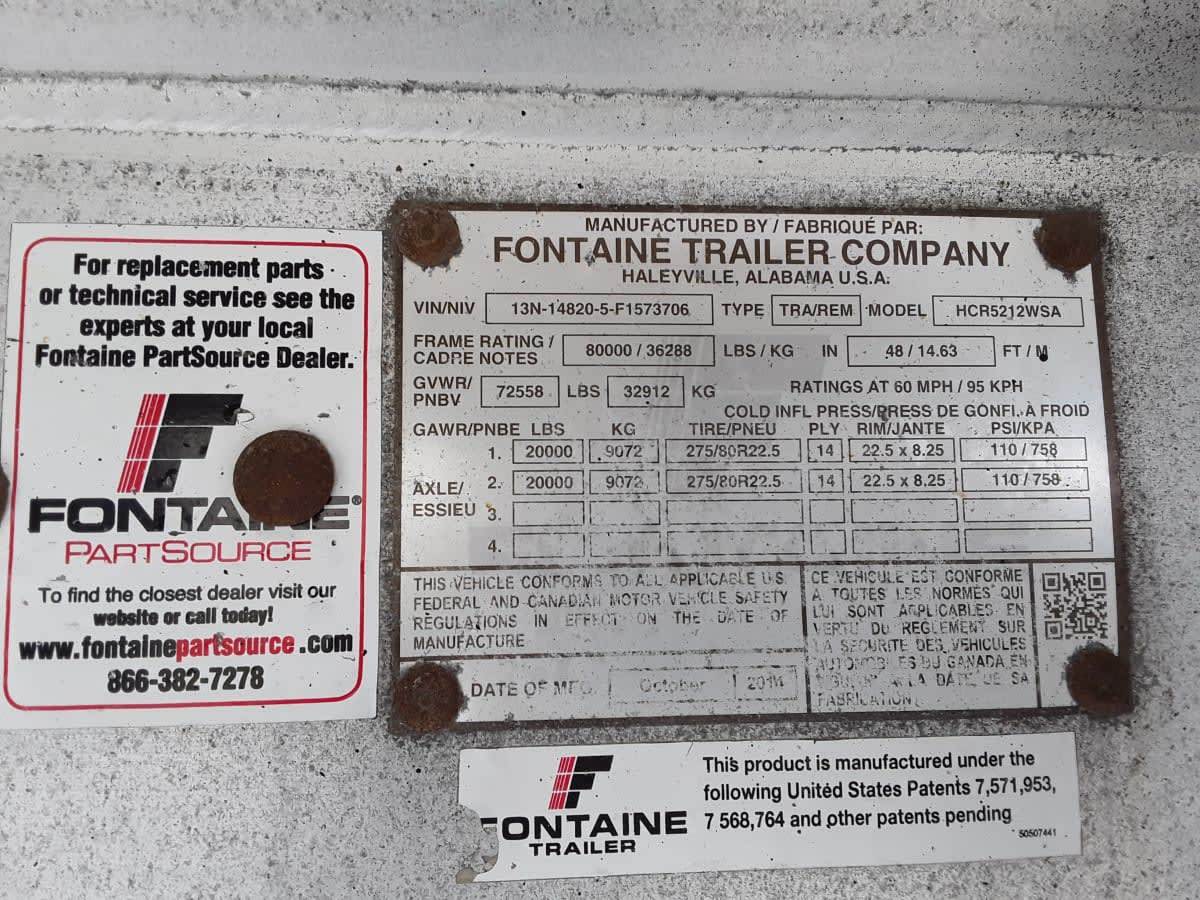 For replacement parts
or technical service see the
experts at your local
Fontaine PartSource Dealer.
FONTAINE®
PARTSOURCE
To find the closest dealer visit our
website or call today!
www.fontainepartsource.com
866-382-7278
MANUFACTURED BY / FABRIQUÉ PAR:
FONTAINE TRAILER COMPANY
HALEYVILLE, ALABAMA U.S.A.
VIN/NIV 13N-14820-5-F1573706 TYPE TRA/REM MODEL HCR5212WSA
FRAME RATING / CADRE NOTES 80000 / 36288 LBS / KG IN 48 / 14.63 FT / M
GVWR/ PNBV 72558 LBS 32912 KG RATINGS AT 60 MPH / 95 KPH
COLD INFL PRESS/PRESS DE GONFL. À FROID
GAWR/PNBE LBS KG TIRE/PNEU PLY RIM/JANTE PSI/KPA
1. 20000 9072 275/80R22.5 14 22.5 x 8.25 110 / 758
AXLE/ ESSIEU
2. 20000 9072 275/80R22.5 14 22.5 x 8.25 110 / 758
3.
4.
THIS VEHICLE CONFORMS TO ALL APPLICABLE U.S.
FEDERAL AND CANADIAN MOTOR VEHICLE SAFETY
REGULATIONS IN EFFECT ON THE DATE OF
MANUFACTURE
DATE OF MFG. October 2014
CE VEHICULE EST CONFORME
A TOUTES LES NORMES QUI
LUI SONT APPLICABLES EN
VERTU DU REGLEMENT SUR
LA SECURITE DES VEHICULES
AUTOMOBILES DU CANADA EN
A LA DATE DE SA
FABRICATION
FONTAINE
TRAILER
This product is manufactured under the
following United States Patents 7,571,953,
7,568,764 and other patents pending
50507441